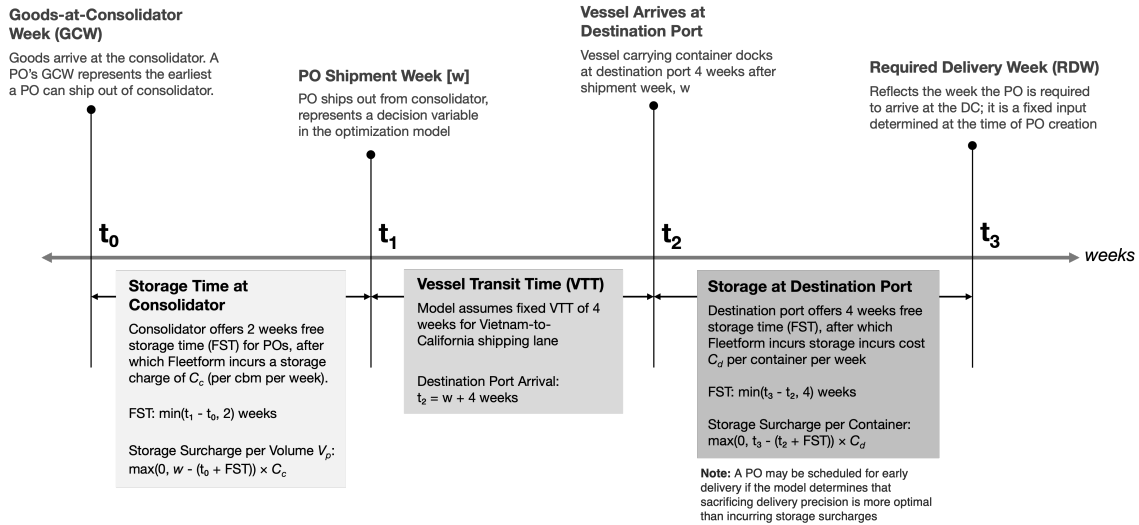 Goods-at-Consolidator
Week (GCW)
Goods arrive at the consolidator. A
PO's GCW represents the earliest
a PO can ship out of consolidator.
PO Shipment Week [w]
PO ships out from consolidator,
represents a decision variable
in the optimization model
Vessel Arrives at
Destination Port
Vessel carrying container docks
at destination port 4 weeks after
shipment week, w
Required Delivery Week (RDW)
Reflects the week the PO is required
to arrive at the DC; it is a fixed input
determined at the time of PO creation
t₀
t₁
t₂
t₃
weeks
Storage Time at
Consolidator
Consolidator offers 2 weeks free
storage time (FST) for POs, after
which Fleetform incurs a storage
charge of C_c (per cbm per week).
FST: min(t₁ - t₀, 2) weeks
Storage Surcharge per Volume V_p:
max(0, w - (t₀ + FST)) × C_c
Vessel Transit Time (VTT)
Model assumes fixed VTT of 4
weeks for Vietnam-to-
California shipping lane
Destination Port Arrival:
t₂ = w + 4 weeks
Storage at Destination Port
Destination port offers 4 weeks free
storage time (FST), after which
Fleetform incurs storage incurs cost
C_d per container per week
FST: min(t₃ - t₂, 4) weeks
Storage Surcharge per Container:
max(0, t₃ - (t₂ + FST)) × C_d
Note: A PO may be scheduled for early
delivery if the model determines that
sacrificing delivery precision is more optimal
than incurring storage surcharges